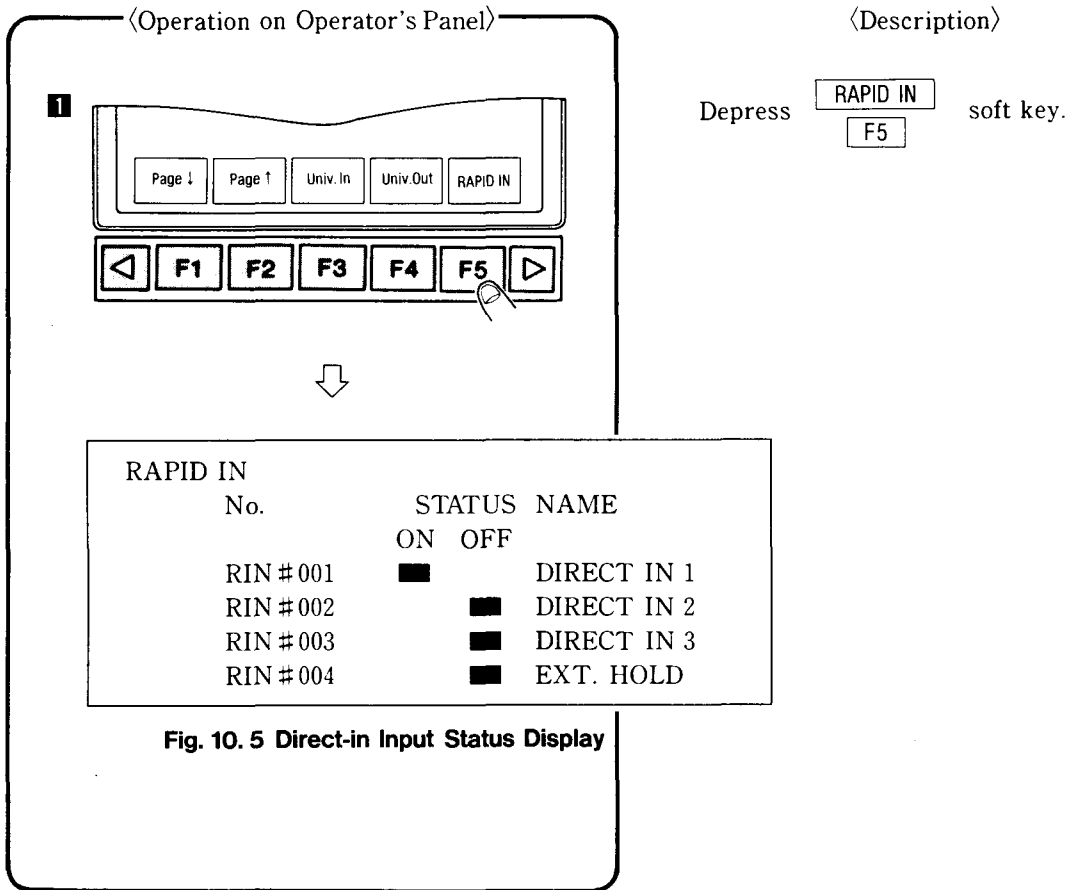 〈Operation on Operator's Panel〉
〈Description〉
1
Depress RAPID IN F5 soft key.
Page ↓ Page ↑ Univ. In Univ.Out RAPID IN
F1 F2 F3 F4 F5
RAPID IN
No. STATUS NAME
ON OFF
RIN♯001 DIRECT IN 1
RIN♯002 DIRECT IN 2
RIN♯003 DIRECT IN 3
RIN♯004 EXT. HOLD
Fig. 10. 5 Direct-in Input Status Display